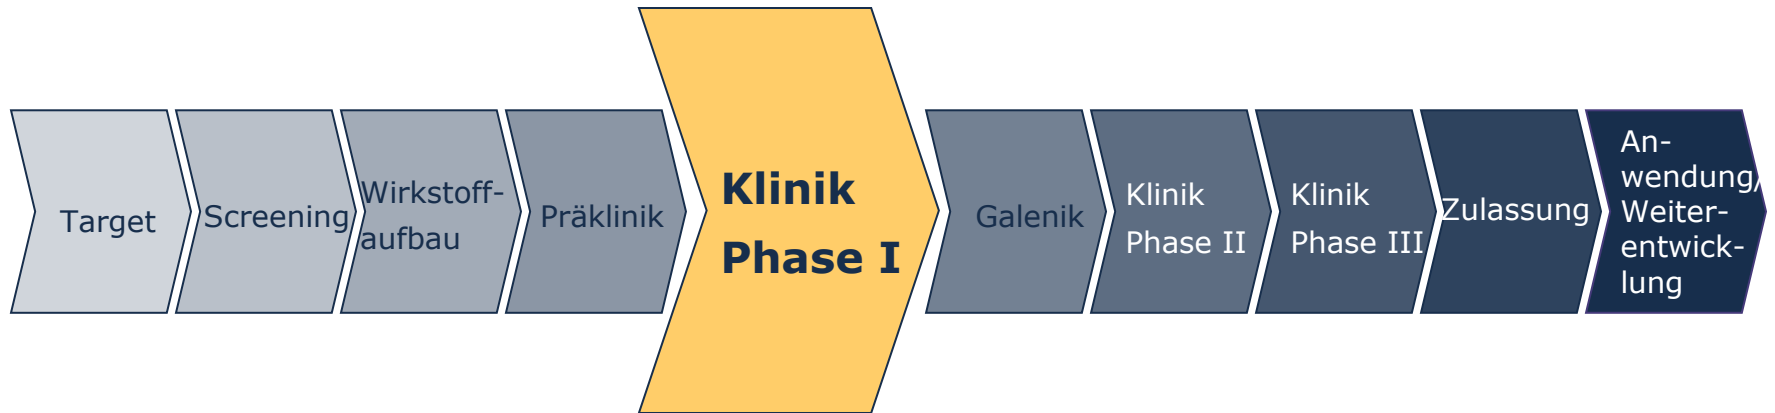 Target
Screening
Wirkstoff-
aufbau
Präklinik
Klinik
Phase I
Galenik
Klinik
Phase II
Klinik
Phase III
Zulassung
An-
wendung/
Weiter-
entwick-
lung